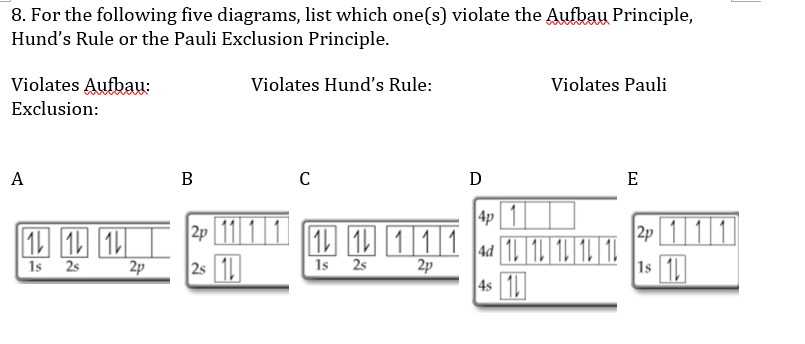 8. For the following five diagrams, list which one(s) violate the Aufbau Principle,
Hund's Rule or the Pauli Exclusion Principle.
Violates Aufbau: Violates Hund's Rule: Violates Pauli
Exclusion:
A B C D E
1s 2s 2p
2p
2s
1s 2s 2p
4p
4d
4s
2p
1s